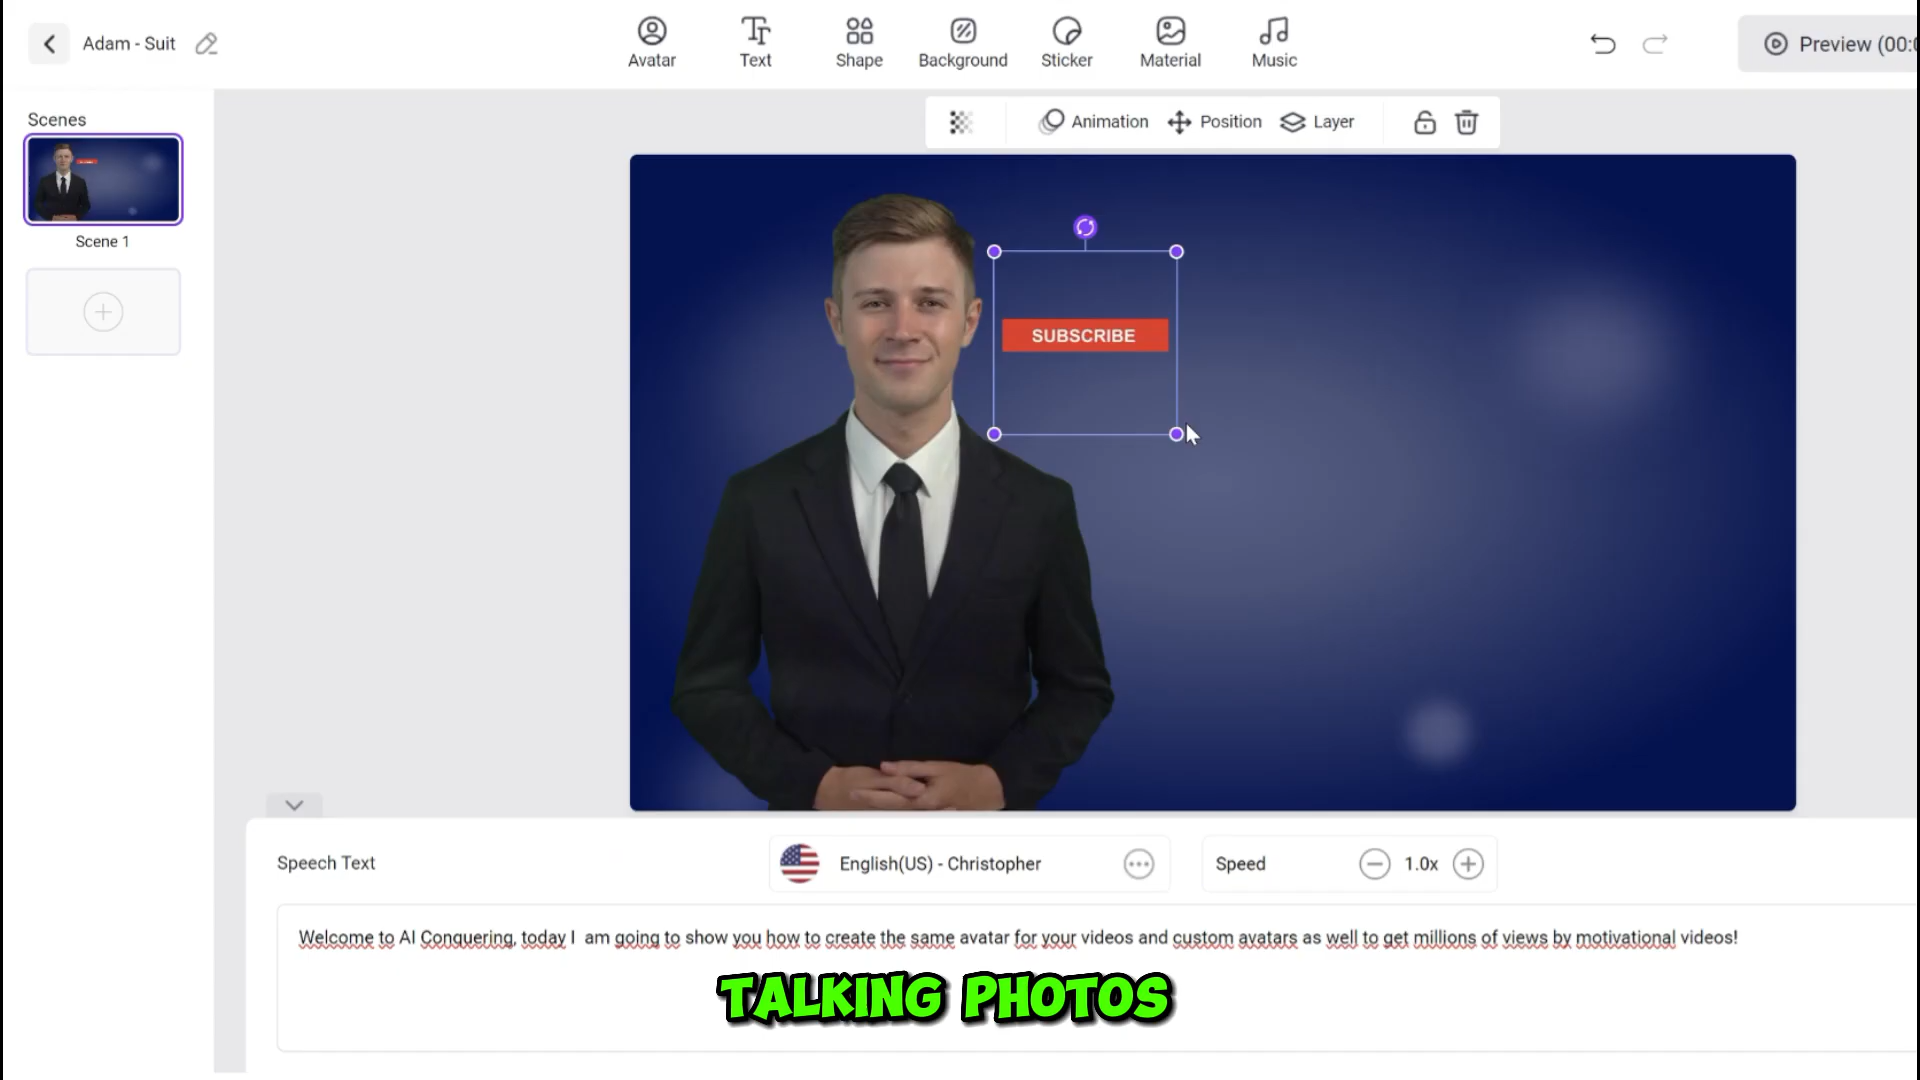 Adam - Suit
Avatar
Text
Shape
Background
Sticker
Material
Music
Preview (00:0
Scenes
Scene 1
Animation
Position
Layer
SUBSCRIBE
Speech Text
English(US) - Christopher
Speed
1.0x
Welcome to AI Conquering, today I  am going to show you how to create the same avatar for your videos and custom avatars as well to get millions of views by motivational videos!
TALKING PHOTOS